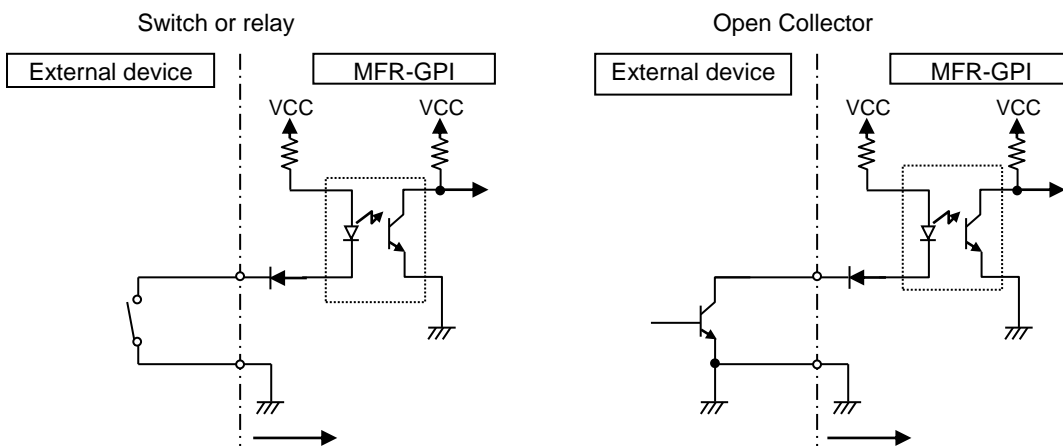 Switch or relay
External device
MFR-GPI
VCC
VCC
Open Collector
External device
MFR-GPI
VCC
VCC